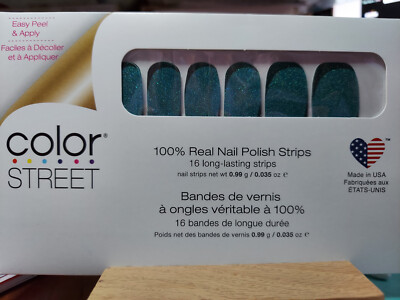 Easy Peel
& Apply
Faciles à Décolier
et à Appliquer
color®
STREET
100% Real Nail Polish Strips
16 long-lasting strips
nail strips net wt 0.99 g / 0.035 oz ℮
Bandes de vernis
à ongles véritable à 100%
16 bandes de longue durée
Poids net des bandes de vernis 0.99 g / 0.035 oz ℮
Made in USA
Fabriquées aux
ÉTATS-UNIS